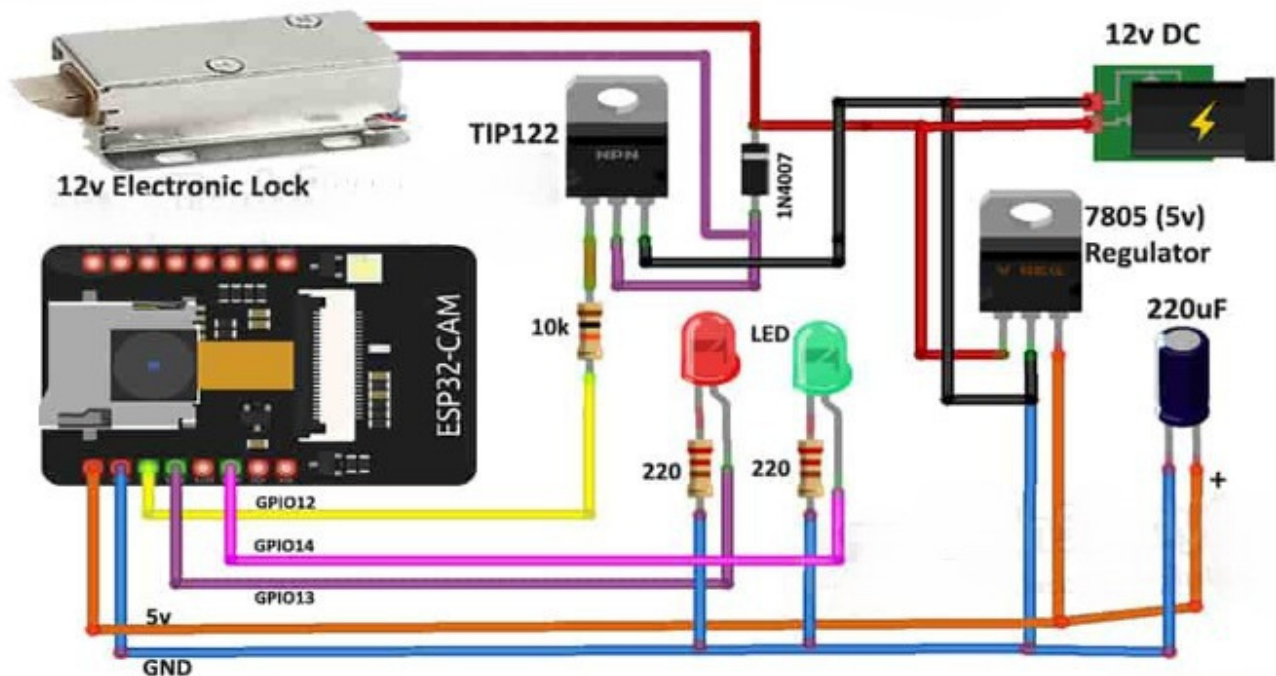 12v DC
TIP122
NPN
1N4007
12v Electronic Lock
7805 (5v)
Regulator
220uF
10k
LED
ESP32-CAM
220
220
+
GPIO12
GPIO14
GPIO13
5v
GND